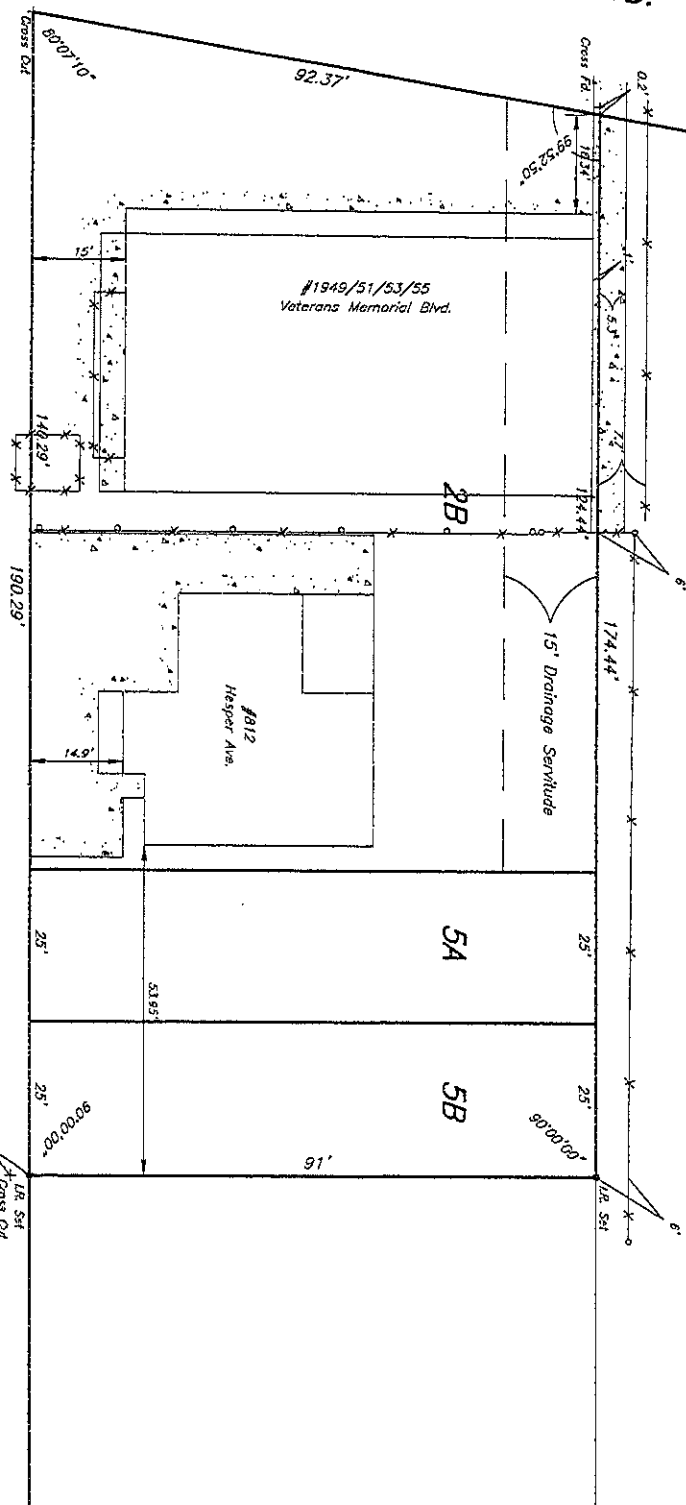 Cross Cut
80°07'10"
92.37'
Cross Fd.
0.2'
16.34'
99°52'50"
15'
#1949/51/53/55
Veterans Memorial Blvd.
.1'
5.3'
7.7'
140.29'
2B
124.44'
6"
190.29'
174.44'
15' Drainage Servitude
#812
Hesper Ave.
14.9'
25'
5A
25'
53.95'
25'
5B
25'
90°00'00"
90°00'00"
91'
I.R. Set
Cross Cut
I.R. Set
6"